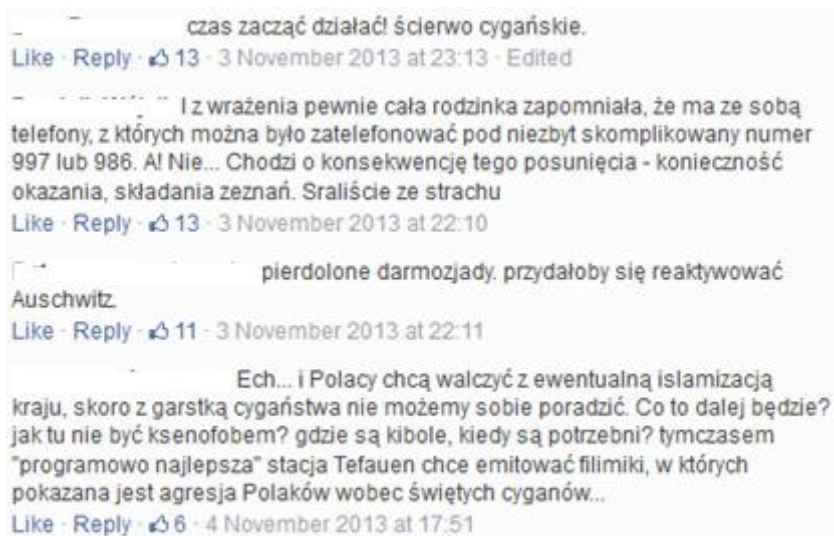 czas zacząć działać! ścierwo cygańskie.
Like · Reply · 13 · 3 November 2013 at 23:13 · Edited
I z wrażenia pewnie cała rodzinka zapomniała, że ma ze sobą
telefony, z których można było zatelefonować pod niezbyt skomplikowany numer
997 lub 986. A! Nie... Chodzi o konsekwencję tego posunięcia - konieczność
okazania, składania zeznań. Sraliście ze strachu
Like · Reply · 13 · 3 November 2013 at 22:10
pierdolone darmozjady. przydałoby się reaktywować
Auschwitz.
Like · Reply · 11 · 3 November 2013 at 22:11
Ech... i Polacy chcą walczyć z ewentualną islamizacją
kraju, skoro z garstką cygaństwa nie możemy sobie poradzić. Co to dalej będzie?
jak tu nie być ksenofobem? gdzie są kibole, kiedy są potrzebni? tymczasem
"programowo najlepsza" stacja Tefauen chce emitować filimiki, w których
pokazana jest agresja Polaków wobec świętych cyganów...
Like · Reply · 6 · 4 November 2013 at 17:51